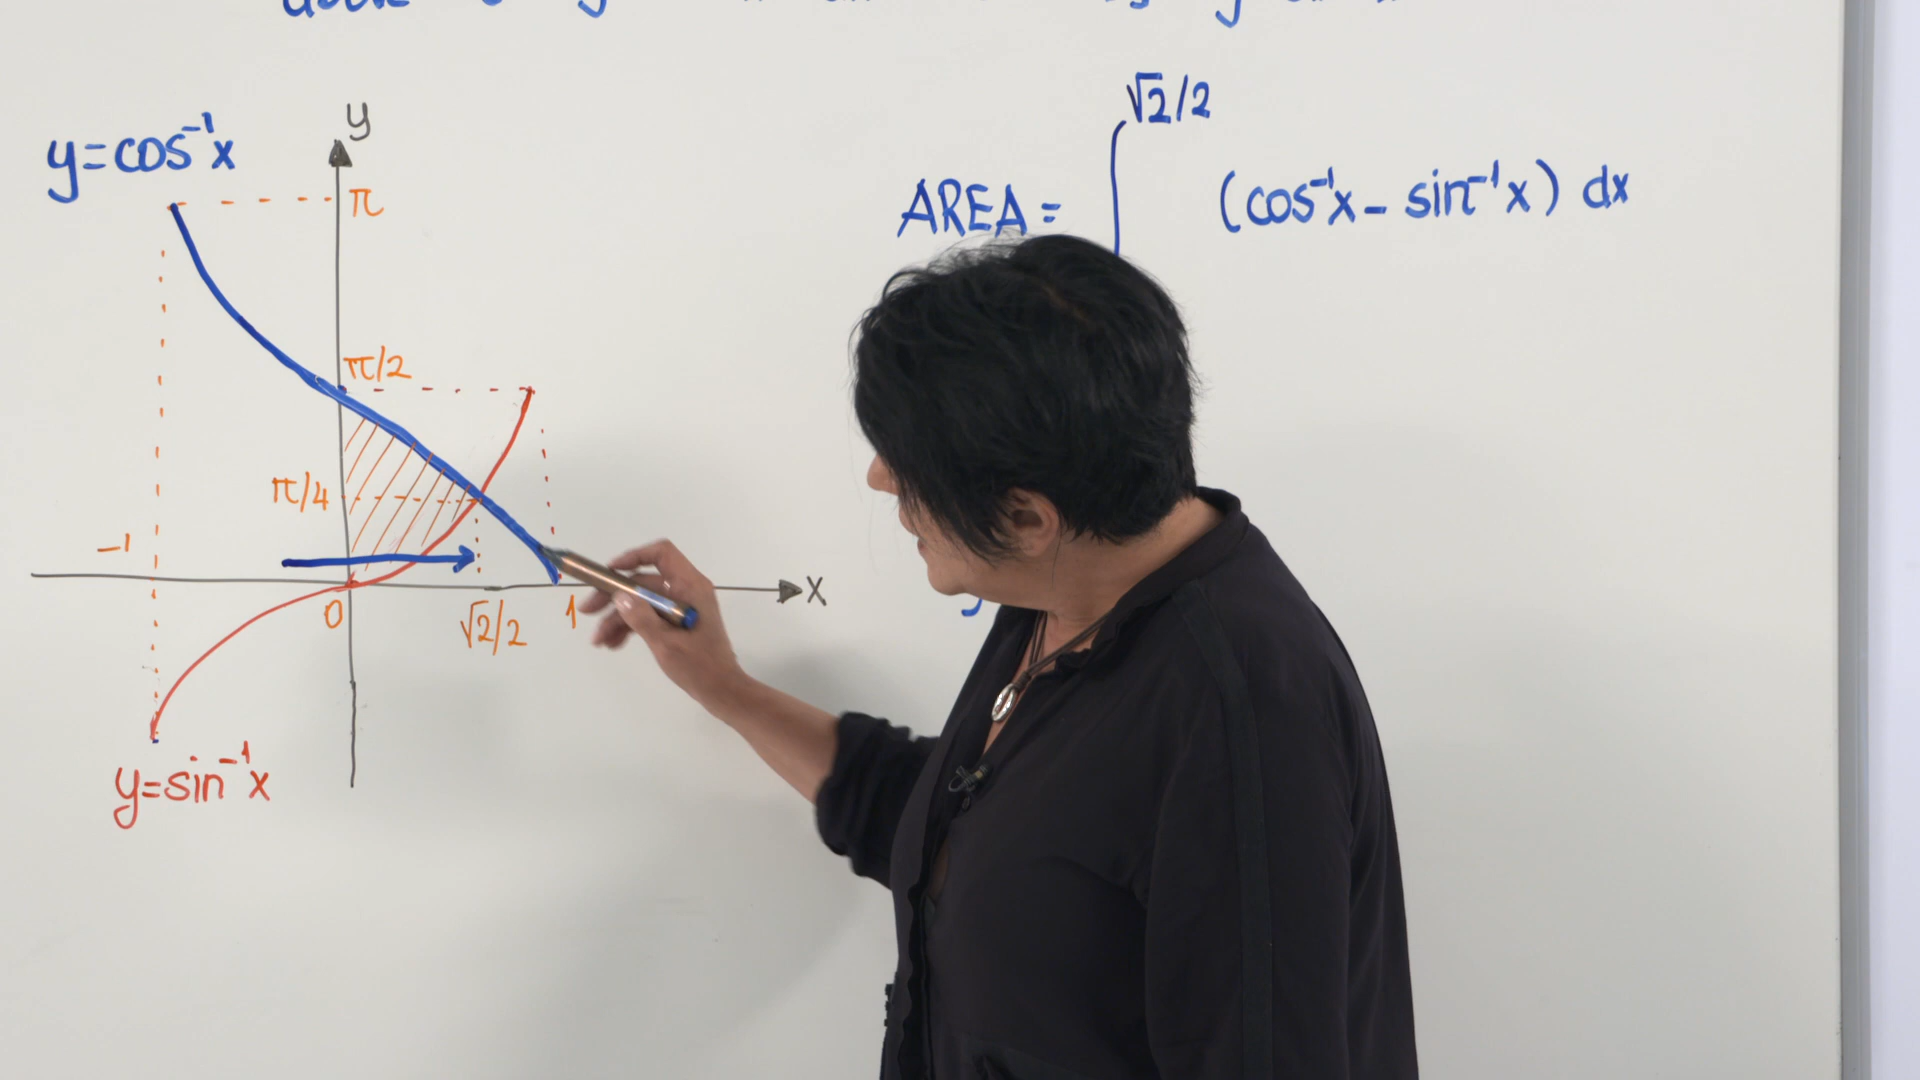 y=cos⁻¹x
y
π
π/2
π/4
-1
0
√2/2
1
x
y=sin⁻¹x
√2/2
AREA = ∫ (cos⁻¹x - sin⁻¹x) dx